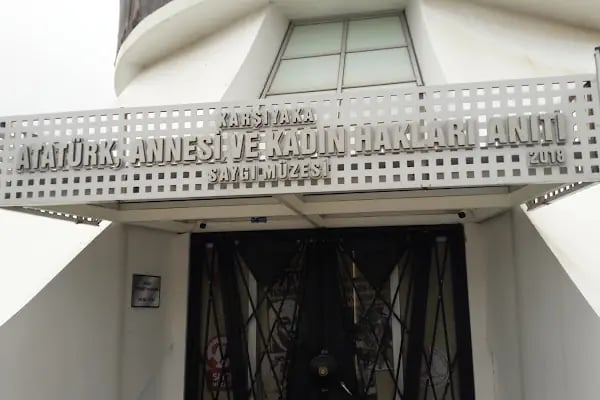 KARŞIYAKA
ATATÜRK, ANNESİ VE KADIN HAKLARI ANITI
SAYGI MÜZESİ
2018